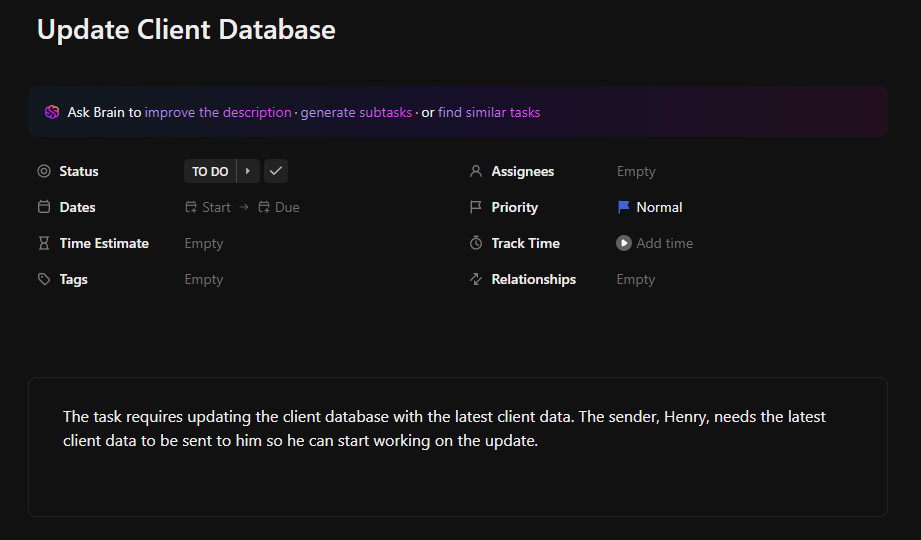 Update Client Database
Ask Brain to improve the description · generate subtasks · or find similar tasks
Status TO DO Assignees Empty
Dates Start → Due Priority Normal
Time Estimate Empty Track Time Add time
Tags Empty Relationships Empty
The task requires updating the client database with the latest client data. The sender, Henry, needs the latest
client data to be sent to him so he can start working on the update.